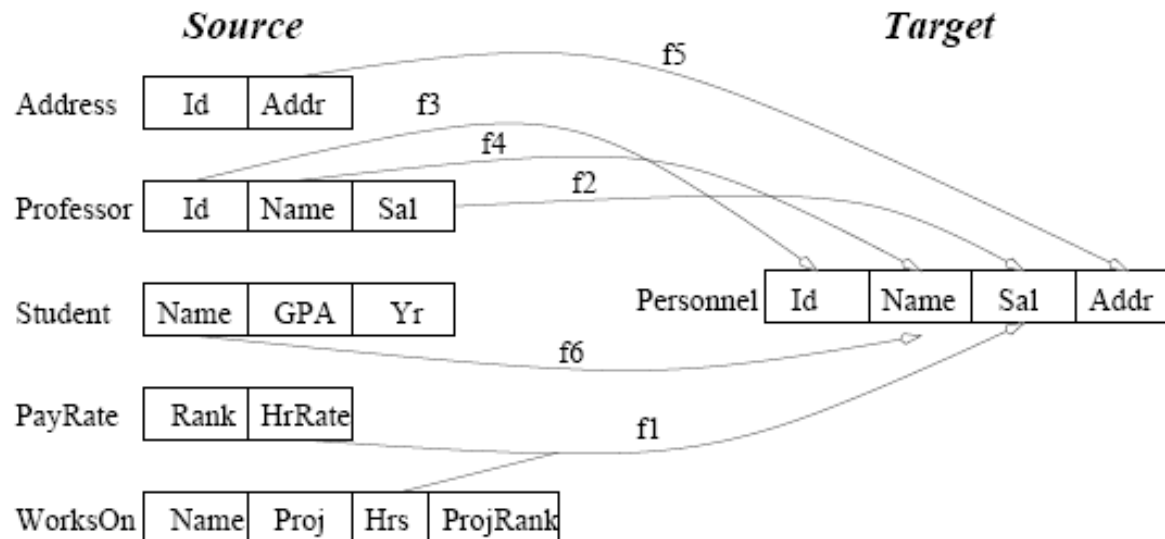 Source Target
f5
Address Id Addr
f3
f4
f2
Professor Id Name Sal
Personnel Id Name Sal Addr
Student Name GPA Yr
f6
PayRate Rank HrRate
f1
WorksOn Name Proj Hrs ProjRank